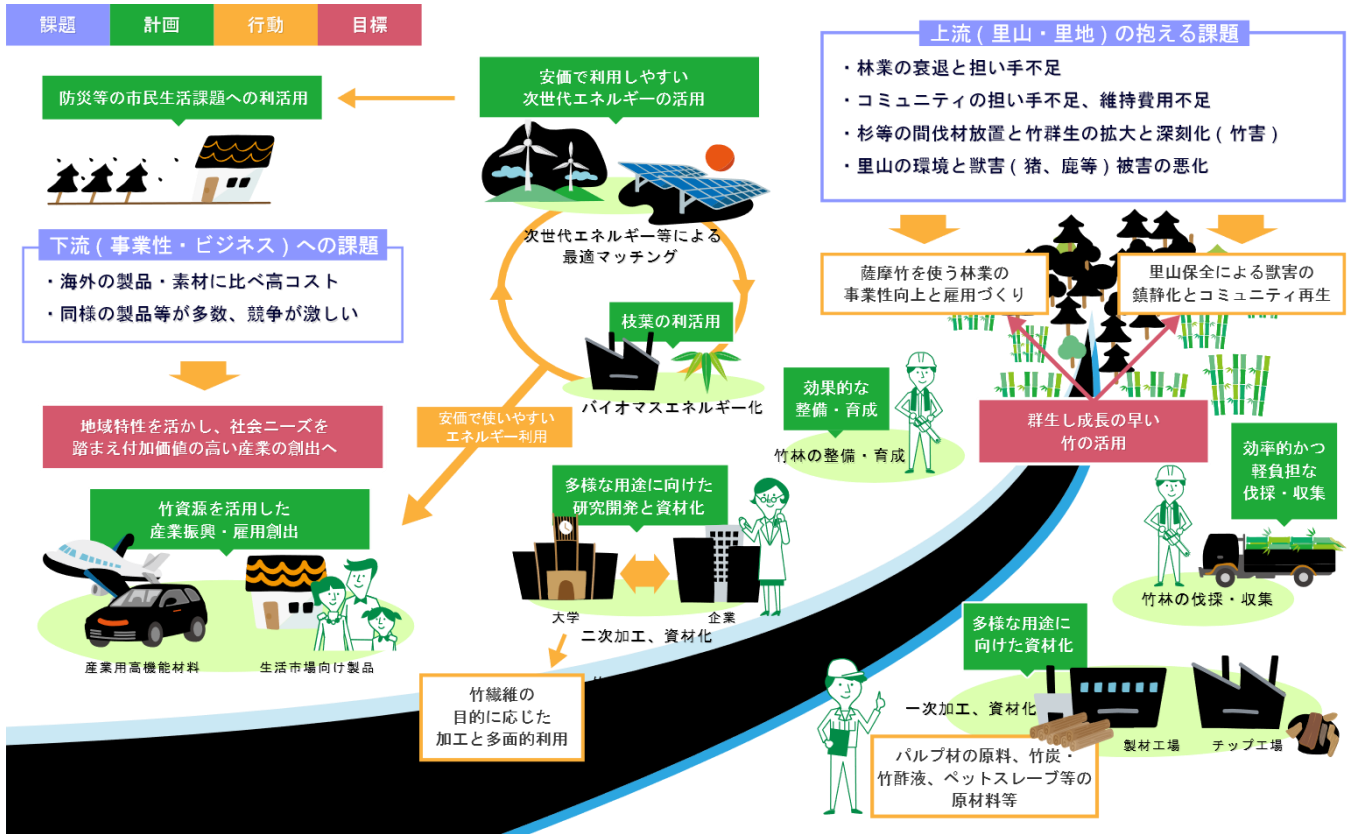 課題
計画
行動
目標
上流（里山・里地）の抱える課題
・林業の衰退と担い手不足
・コミュニティの担い手不足、維持費用不足
・杉等の間伐材放置と竹群生の拡大と深刻化（竹害）
・里山の環境と獣害（猪、鹿等）被害の悪化
防災等の市民生活課題への利活用
安価で利用しやすい
次世代エネルギーの活用
次世代エネルギー等による
最適マッチング
下流（事業性・ビジネス）への課題
・海外の製品・素材に比べ高コスト
・同様の製品等が多数、競争が激しい
薩摩竹を使う林業の
事業性向上と雇用づくり
里山保全による獣害の
鎮静化とコミュニティ再生
枝葉の利活用
バイオマスエネルギー化
安価で使いやすい
エネルギー利用
地域特性を活かし、社会ニーズを
踏まえ付加価値の高い産業の創出へ
効果的な
整備・育成
竹林の整備・育成
群生し成長の早い
竹の活用
効率的かつ
軽負担な
伐採・収集
竹林の伐採・収集
竹資源を活用した
産業振興・雇用創出
産業用高機能材料
生活市場向け製品
多様な用途に向けた
研究開発と資材化
大学
企業
二次加工、資材化
竹繊維の
目的に応じた
加工と多面的利用
多様な用途に
向けた資材化
一次加工、資材化
製材工場
チップ工場
パルプ材の原料、竹炭・
竹酢液、ペットスレーブ等の
原材料等